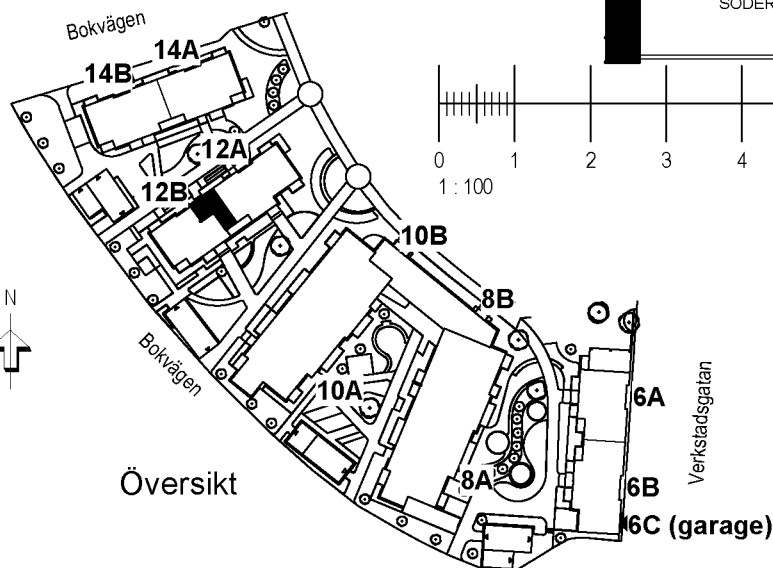 Bokvägen
SÖDER
14A
14B
0 1 2 3 4
1 : 100
12A
12B
10B
N
8B
Bokvägen
10A
6A
Verkstadsgatan
Översikt
8A
6B
6C (garage)